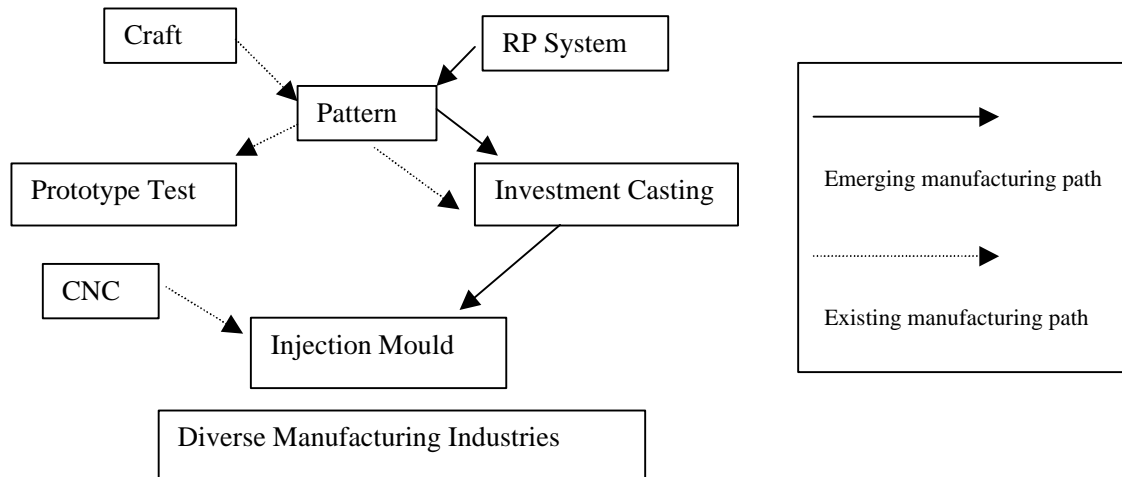 Craft
RP System
Pattern
Prototype Test
Investment Casting
CNC
Injection Mould
Diverse Manufacturing Industries
Emerging manufacturing path
Existing manufacturing path